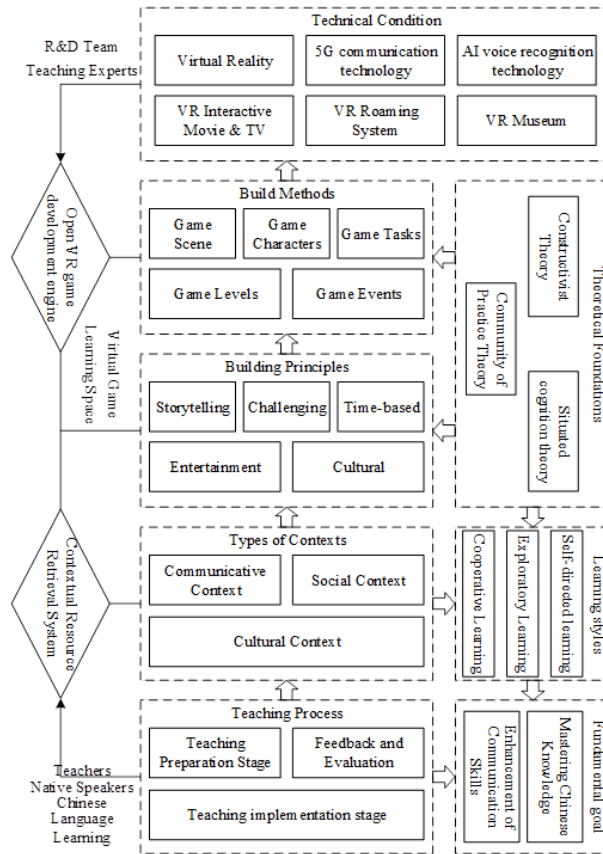 Technical Condition
R&D Team
Teaching Experts
Virtual Reality
5G communication
technology
AI voice recognition
technology
VR Interactive
Movie & TV
VR Roaming
System
VR Museum
Build Methods
Game
Scene
Game
Characters
Game Tasks
Game Levels
Game Events
Open VR game
development engine
Theoretical Foundations
Constructivist
Theory
Community of
Practice Theory
Situated
cognition theory
Virtual Game
Learning Space
Building Principles
Storytelling
Challenging
Time-based
Entertainment
Cultural
Types of Contexts
Communicative
Context
Social Context
Cultural Context
Contextual Resource
Retrieval System
Learning styles
Self-directed learning
Exploratory Learning
Cooperative Learning
Teaching Process
Teaching
Preparation Stage
Feedback and
Evaluation
Teaching implementation stage
Fundamental goal
Mastering Chinese
Knowledge
Enhancement of
Communication
Skills
Teachers
Native Speakers
Chinese
Language
Learning